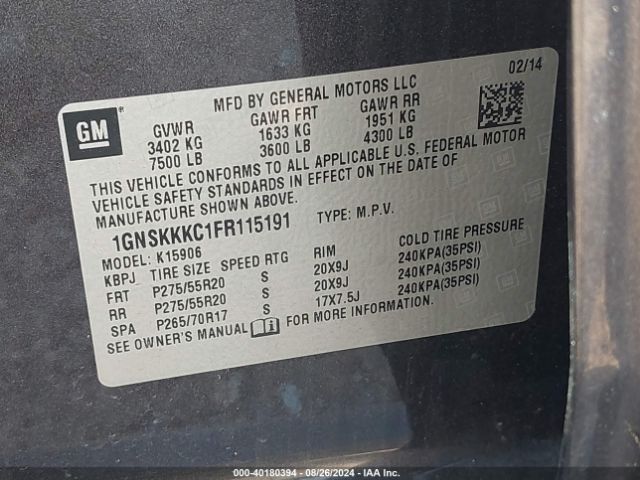 MFD BY GENERAL MOTORS LLC
02/14
GM
GVWR GAWR FRT GAWR RR
3402 KG 1633 KG 1951 KG
7500 LB 3600 LB 4300 LB
THIS VEHICLE CONFORMS TO ALL APPLICABLE U.S. FEDERAL MOTOR
VEHICLE SAFETY STANDARDS IN EFFECT ON THE DATE OF
MANUFACTURE SHOWN ABOVE.
1GNSKKKC1FR115191 TYPE: M.P.V.
MODEL: K15906
KBPJ TIRE SIZE SPEED RTG RIM COLD TIRE PRESSURE
FRT P275/55R20 S 20X9J 240KPA(35PSI)
RR P275/55R20 S 20X9J 240KPA(35PSI)
SPA P265/70R17 S 17X7.5J 240KPA(35PSI)
SEE OWNER'S MANUAL FOR MORE INFORMATION.
000-40180394 - 08/26/2024 - IAAI.COM